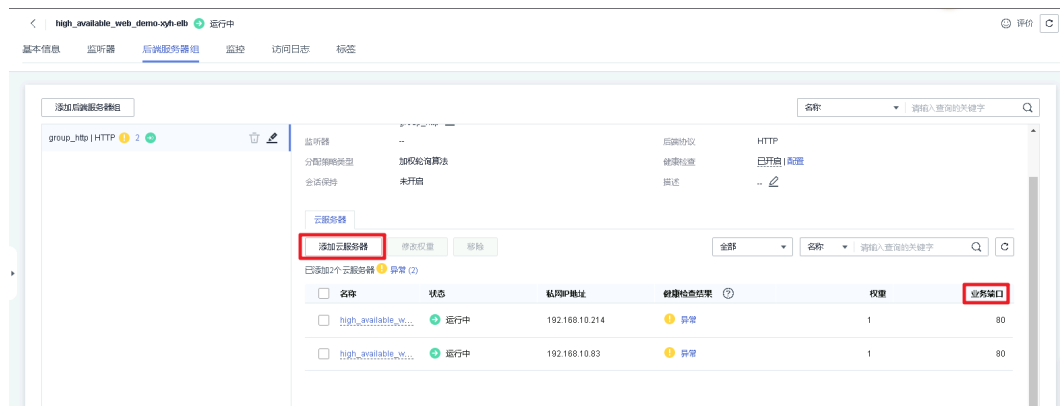 high_available_web_demo-xyh-elb 运行中 评价
基本信息 监听器 后端服务器组 监控 访问日志 标签
添加后端服务器组 名称 请输入查询的关键字
group_http | HTTP 2
监听器 -- 后端协议 HTTP
分配策略类型 加权轮询算法 健康检查 已开启 | 配置
会话保持 未开启 描述 --
云服务器
添加云服务器 修改权重 移除 全部 名称 请输入查询的关键字
已添加2个云服务器 异常 (2)
名称 状态 私网IP地址 健康检查结果 权重 业务端口
high_available_w... 运行中 192.168.10.214 异常 1 80
high_available_w... 运行中 192.168.10.83 异常 1 80